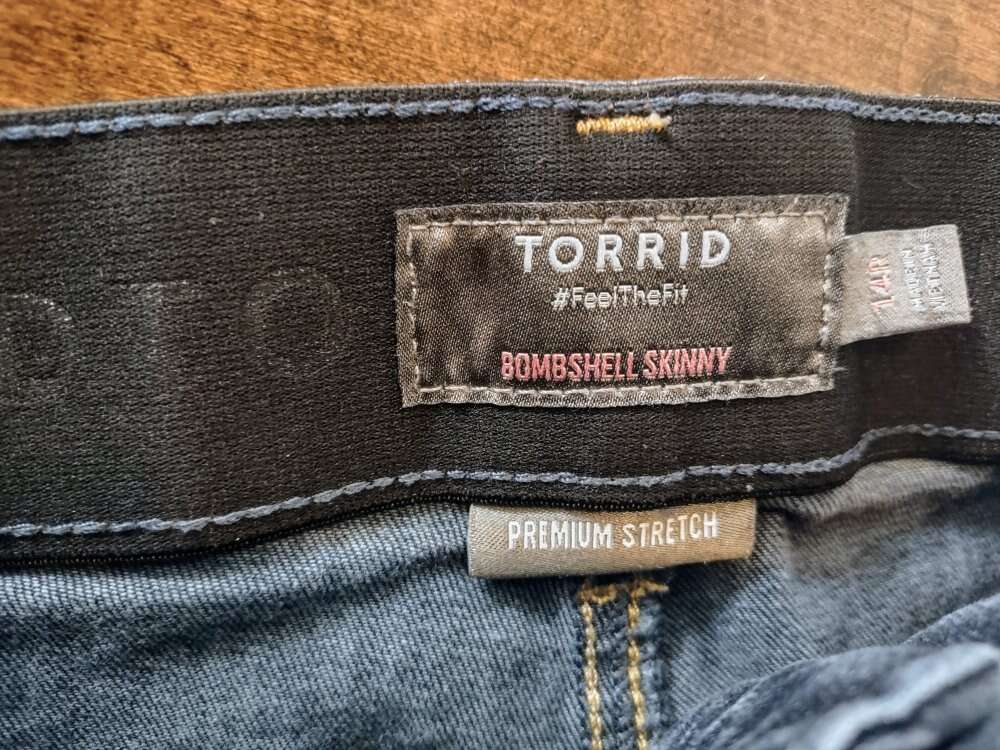 TORRID
#FeelTheFit
BOMBSHELL SKINNY
14R
MADE IN
VIETNAM
PREMIUM STRETCH